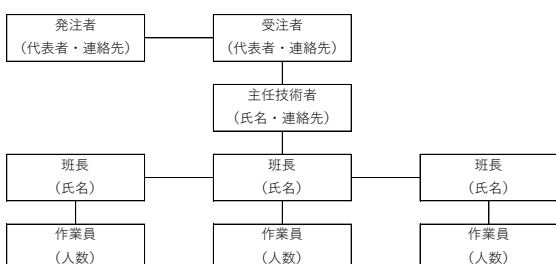 発注者
（代表者・連絡先）
受注者
（代表者・連絡先）
主任技術者
（氏名・連絡先）
班長
（氏名）
班長
（氏名）
班長
（氏名）
作業員
（人数）
作業員
（人数）
作業員
（人数）